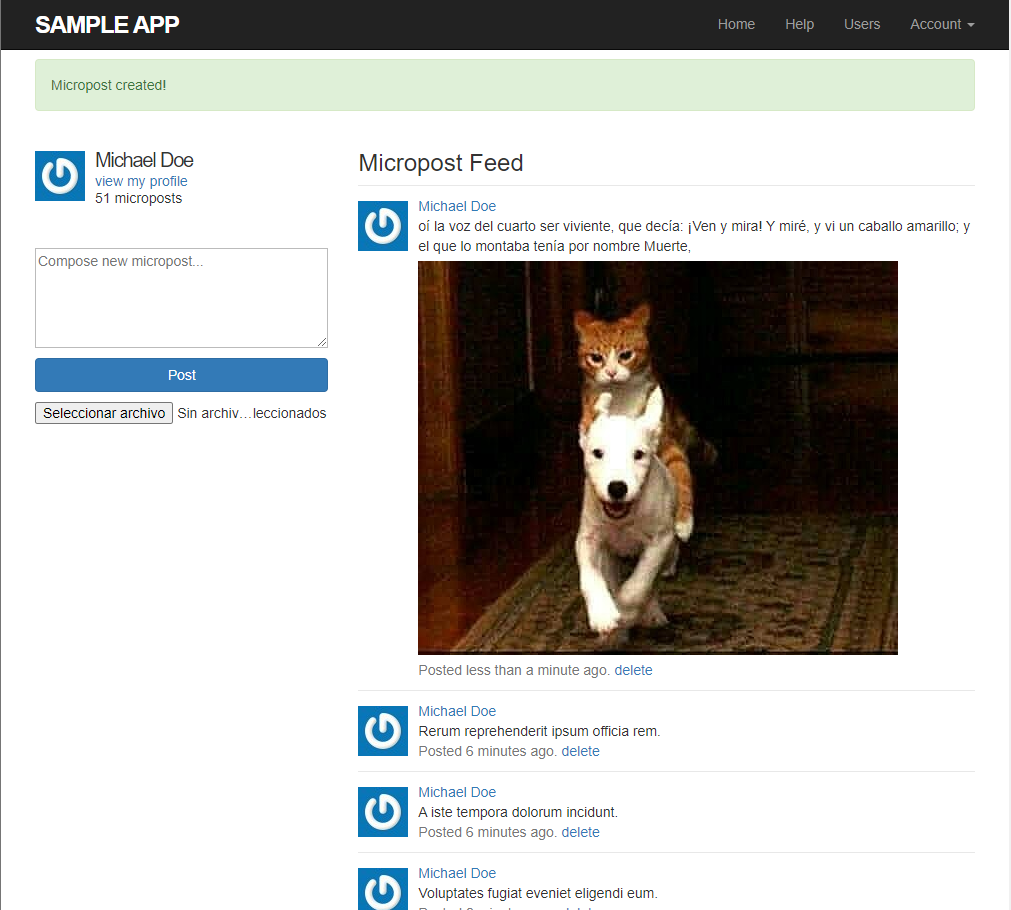 SAMPLE APP
Home Help Users Account
Micropost created!
Michael Doe
view my profile
51 microposts
Compose new micropost...
Post
Seleccionar archivo Sin archiv…leccionados
Micropost Feed
Michael Doe
oí la voz del cuarto ser viviente, que decía: ¡Ven y mira! Y miré, y vi un caballo amarillo; y
el que lo montaba tenía por nombre Muerte,
Posted less than a minute ago. delete
Michael Doe
Rerum reprehenderit ipsum officia rem.
Posted 6 minutes ago. delete
Michael Doe
A iste tempora dolorum incidunt.
Posted 6 minutes ago. delete
Michael Doe
Voluptates fugiat eveniet eligendi eum.